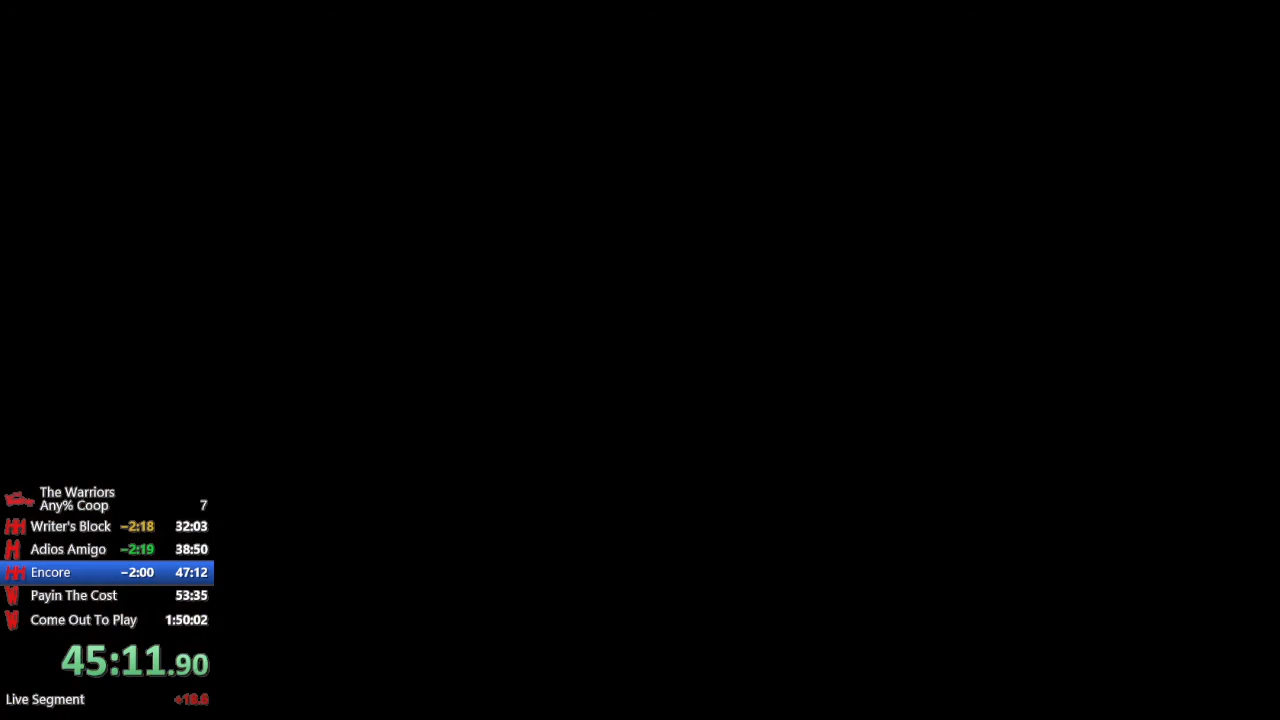 The Warriors
Any% Coop 7
Writer's Block −2:18 32:03
Adios Amigo −2:19 38:50
Encore −2:00 47:12
Payin The Cost 53:35
Come Out To Play 1:50:02
45:11.90
Live Segment